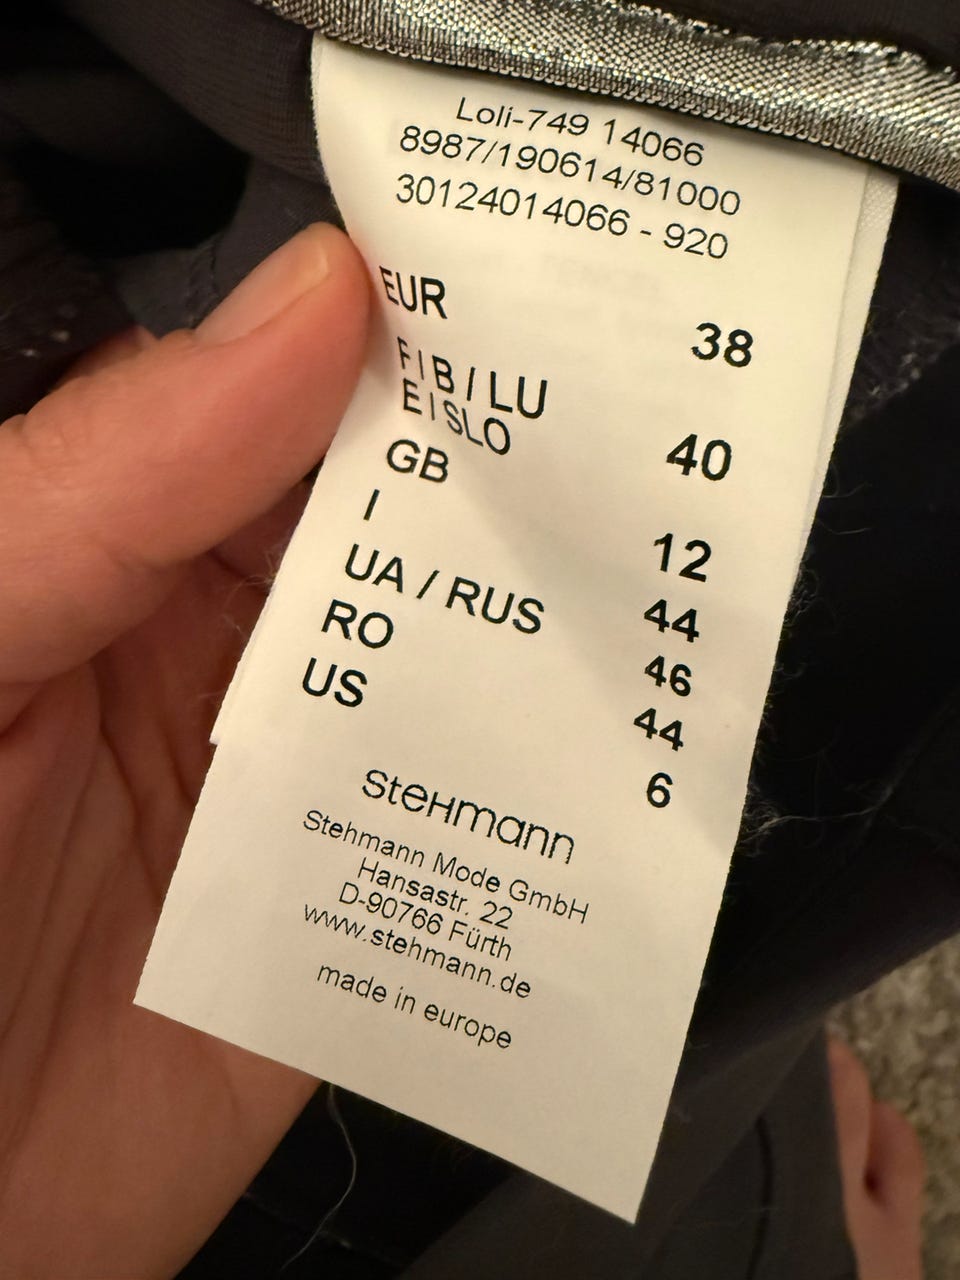 Loli-749 14066
8987/190614/81000
30124014066 - 920
EUR 38
F I B I LU
E I SLO 40
GB 12
I 44
UA / RUS 46
RO 44
US 6
steHmann
Stehmann Mode GmbH
Hansastr. 22
D-90766 Fürth
www.stehmann.de
made in europe